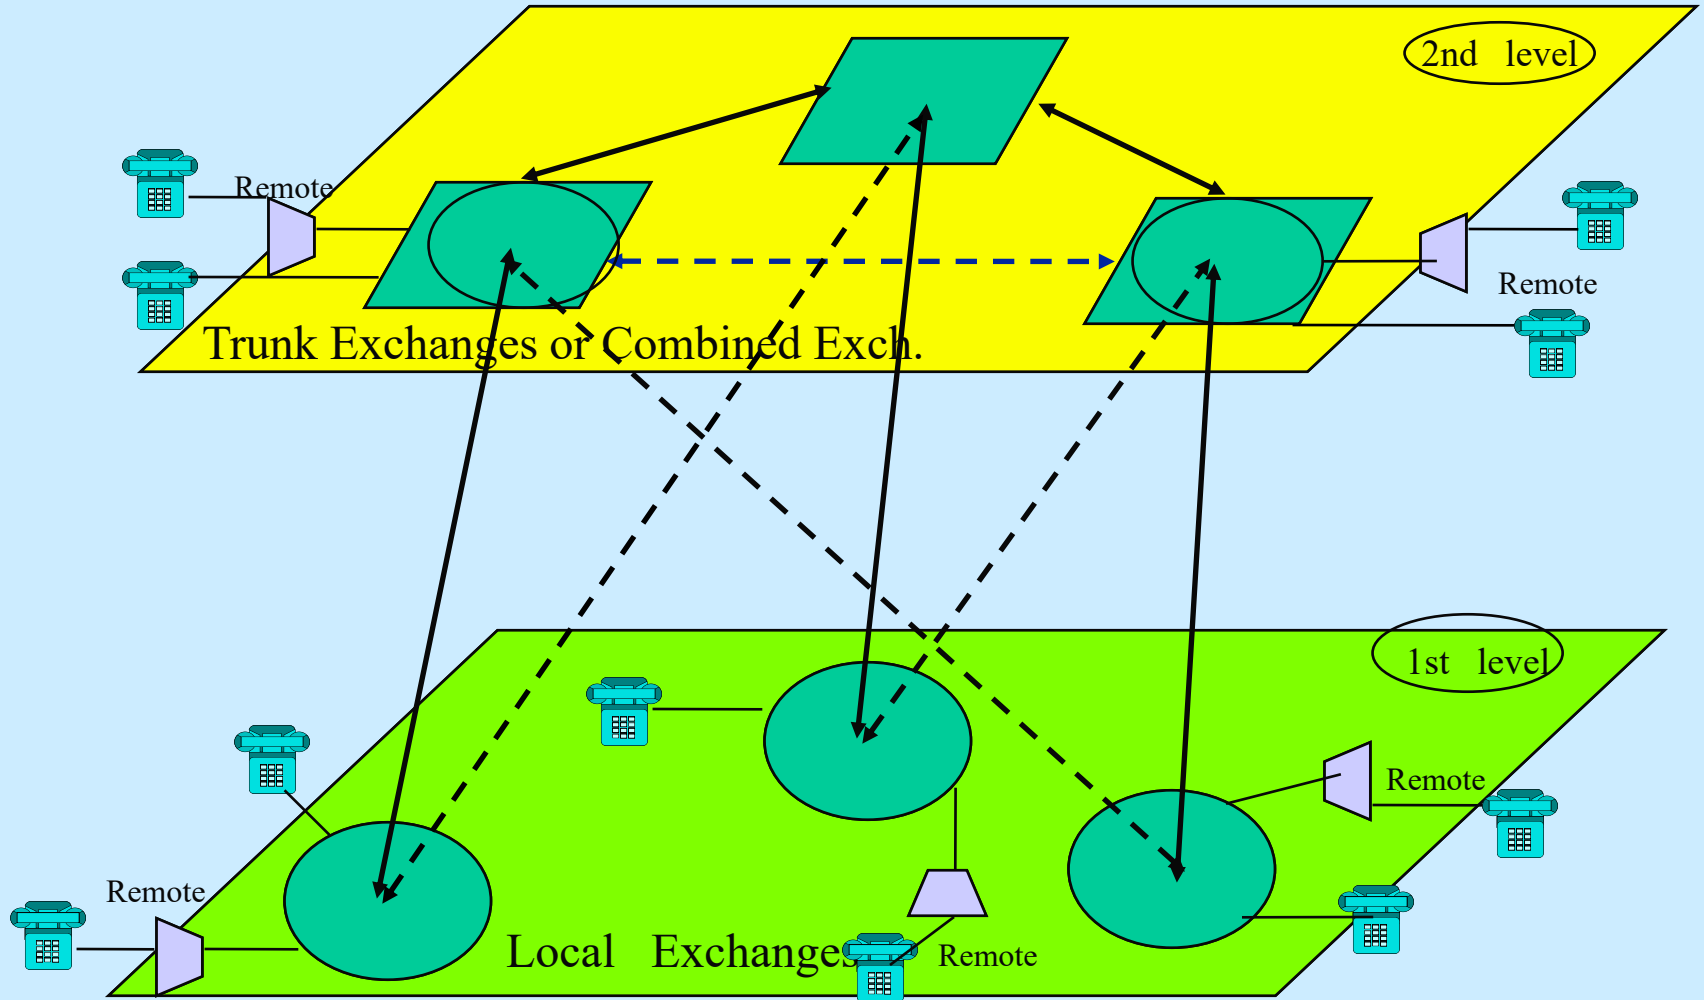 2nd level
Remote
Remote
Trunk Exchanges or Combined Exch.
1st level
Remote
Remote
Local Exchanges
Remote